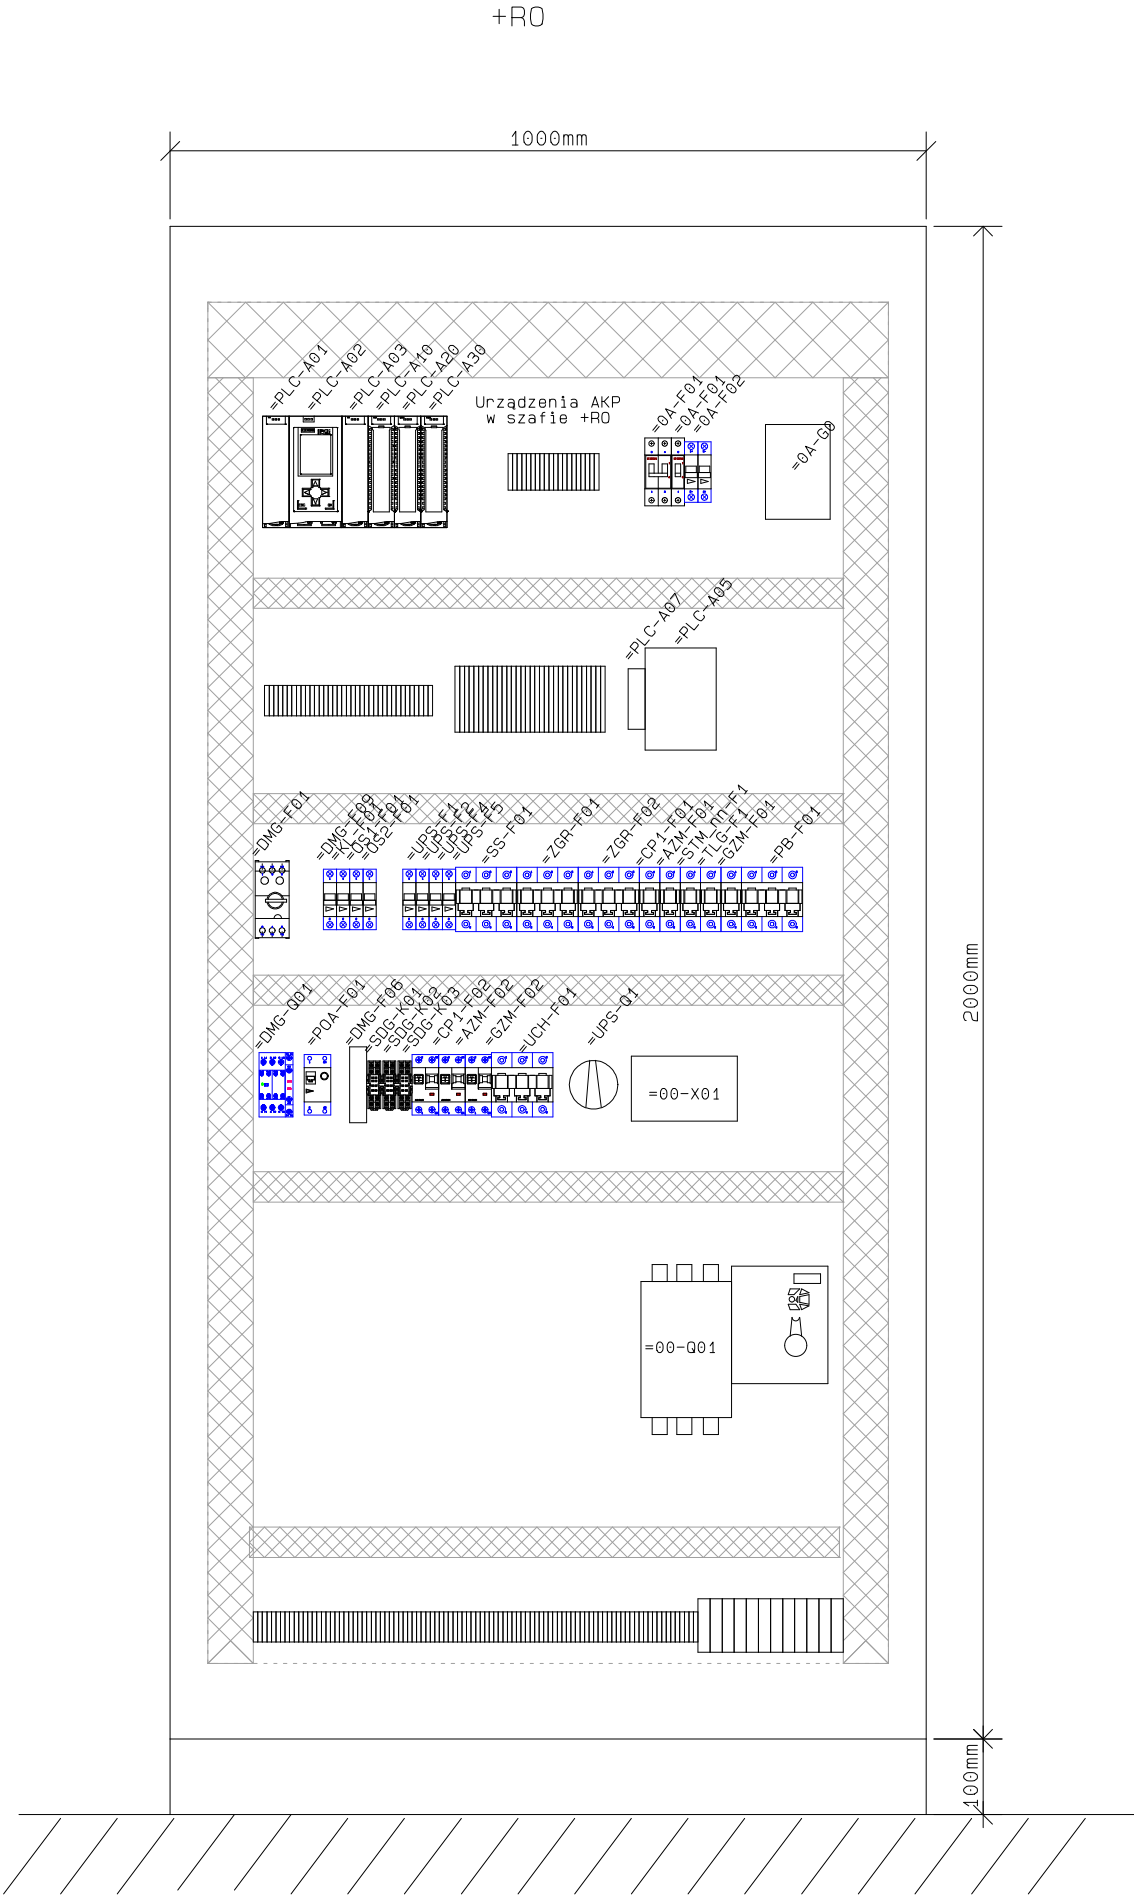 +RO
1000mm
=PLC-A01
=PLC-A02
=PLC-A03
=PLC-A10
=PLC-A20
=PLC-A30
Urządzenia AKP
w szafie +RO
=0A-F01
=0A-F01
=0A-F02
=0A-G0
=PLC-A07
=PLC-A05
=DMG-F01
=DMG-F09
=KL-F01
=OS1-F01
=OS2-F01
=UPS-F1
=UPS-F2
=UPS-F4
=UPS-F5
=SS-F01
=ZGR-F01
=ZGR-F02
=CP1-F01
=AZM-F01
=STM_nn-F1
=TLG-F1
=GZM-F01
=PB-F01
2000mm
=DMG-Q01
=POA-F01
=DMG-F06
=SDG-K01
=SDG-K02
=SDG-K03
=CP1-F02
=AZM-F02
=GZM-F02
=UCH-F01
=UPS-Q1
=00-X01
=00-Q01
100mm